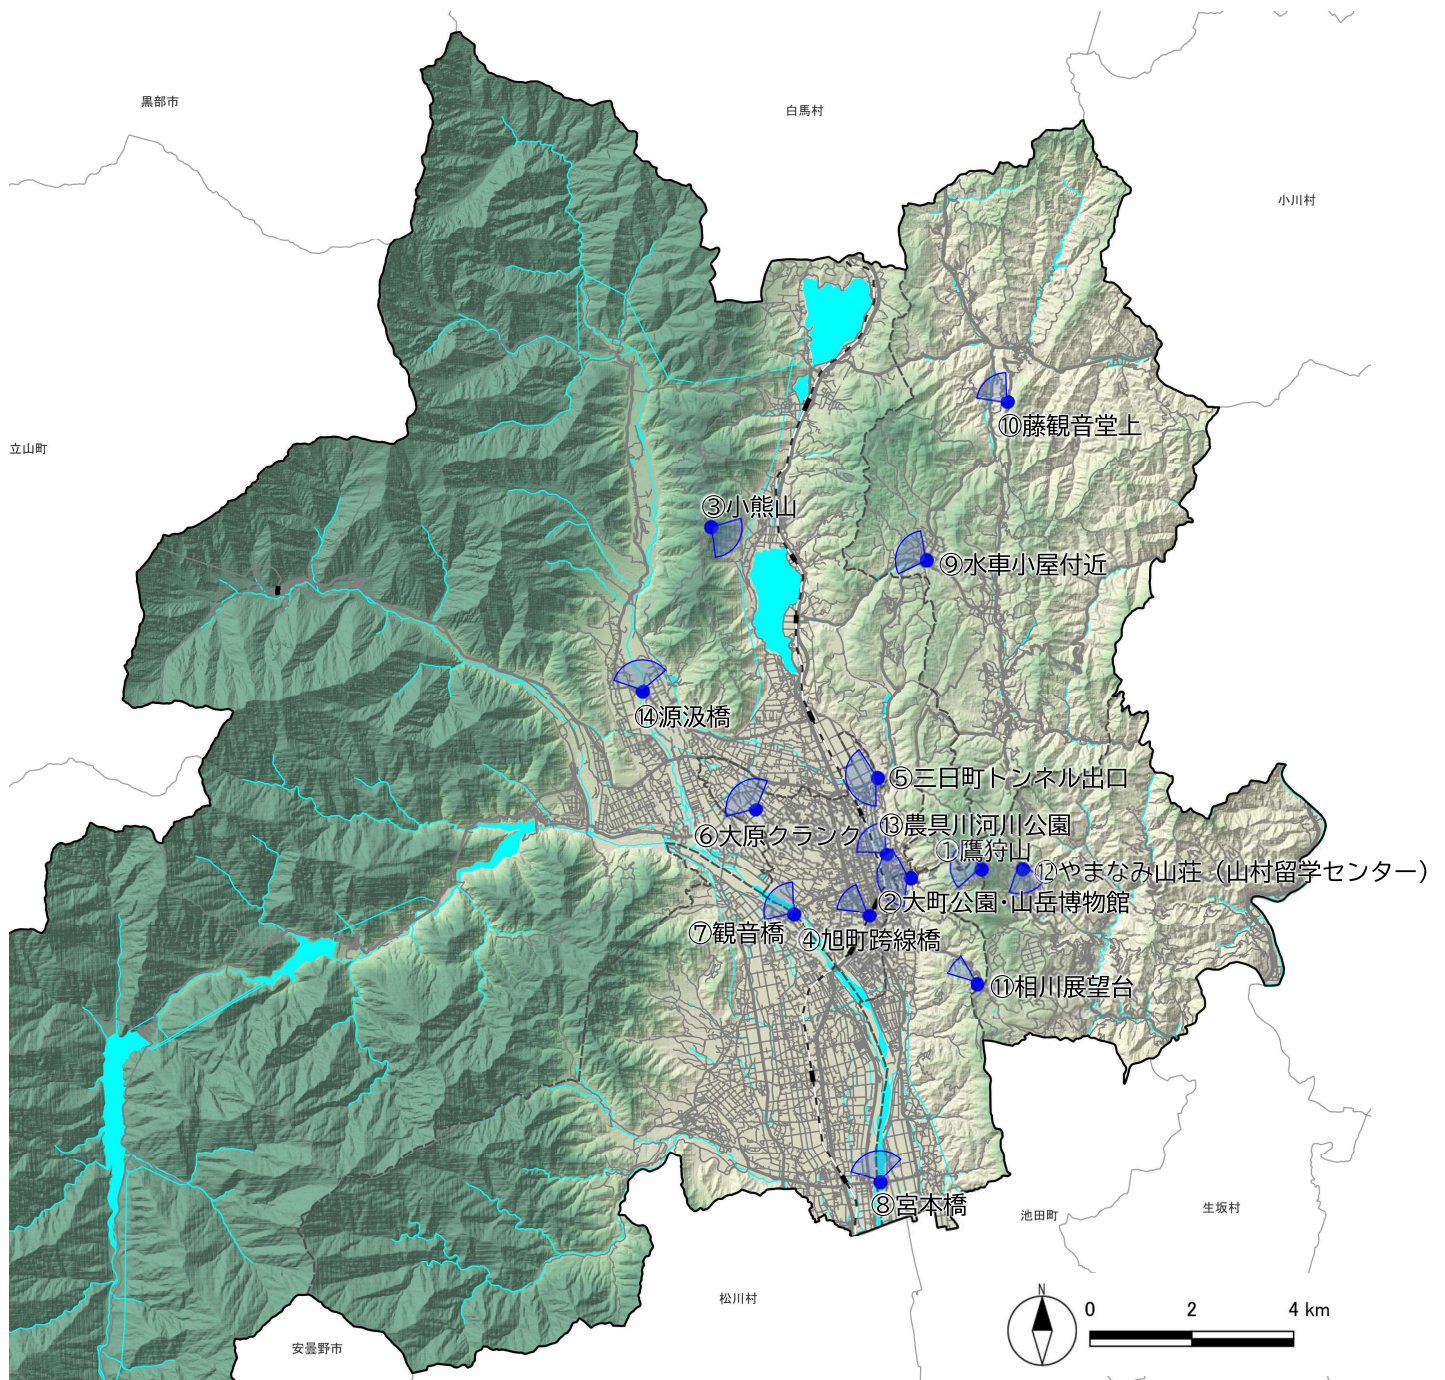 黒部市
白馬村
小川村
⑩藤観音堂上
立山町
③小熊山
⑨水車小屋付近
⑭源汲橋
⑤三日町トンネル出口
⑬農具川河川公園
⑥大原クランク
①鷹狩山
⑫やまなみ山荘（山村留学センター）
②大町公園・山岳博物館
⑦観音橋
④旭町跨線橋
⑪相川展望台
⑧宮本橋
池田町
生坂村
松川村
安曇野市
N
0 2 4 km